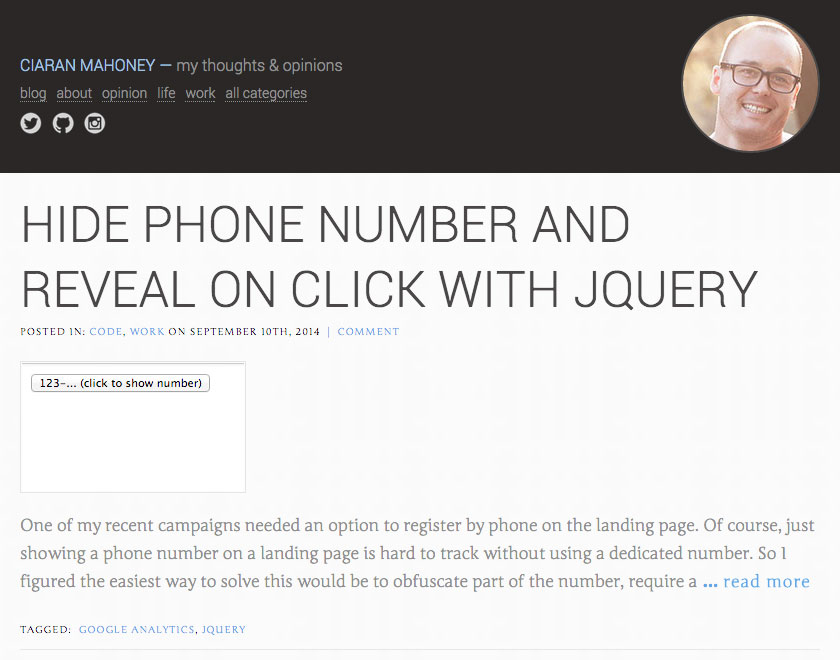 CIARAN MAHONEY — my thoughts & opinions
blog about opinion life work all categories
HIDE PHONE NUMBER AND
REVEAL ON CLICK WITH JQUERY
POSTED IN: CODE, WORK ON SEPTEMBER 10TH, 2014 | COMMENT
123-... (click to show number)
One of my recent campaigns needed an option to register by phone on the landing page. Of course, just
showing a phone number on a landing page is hard to track without using a dedicated number. So I
figured the easiest way to solve this would be to obfuscate part of the number, require a ... read more
TAGGED: GOOGLE ANALYTICS, JQUERY